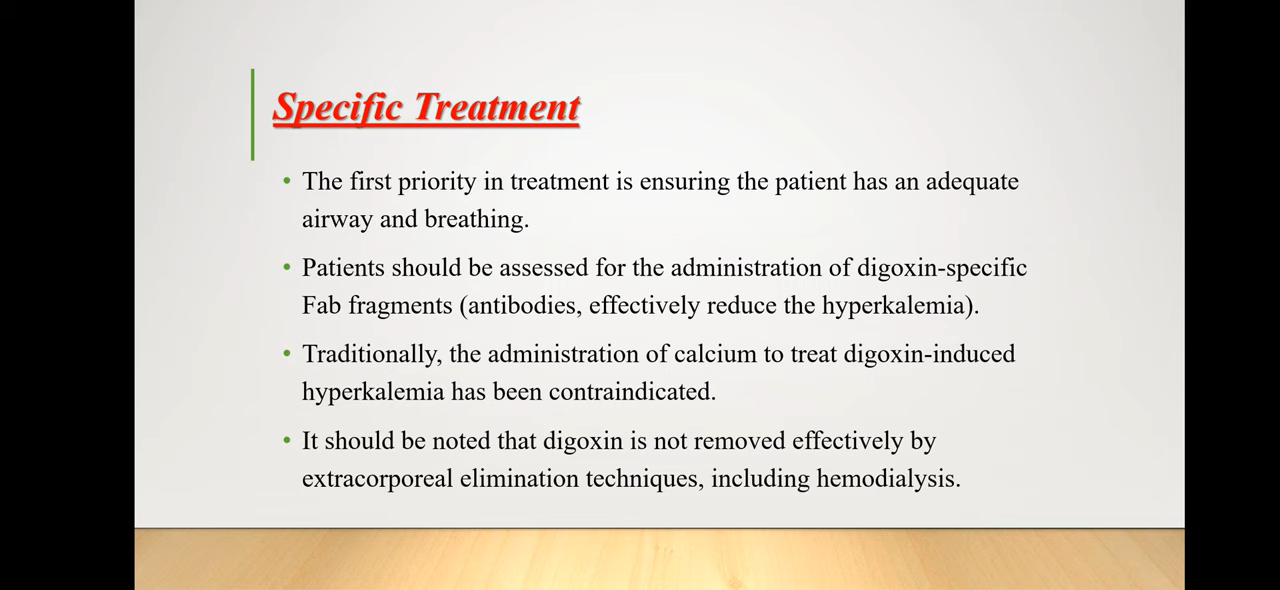 Specific Treatment
• The first priority in treatment is ensuring the patient has an adequate
airway and breathing.
• Patients should be assessed for the administration of digoxin-specific
Fab fragments (antibodies, effectively reduce the hyperkalemia).
• Traditionally, the administration of calcium to treat digoxin-induced
hyperkalemia has been contraindicated.
• It should be noted that digoxin is not removed effectively by
extracorporeal elimination techniques, including hemodialysis.